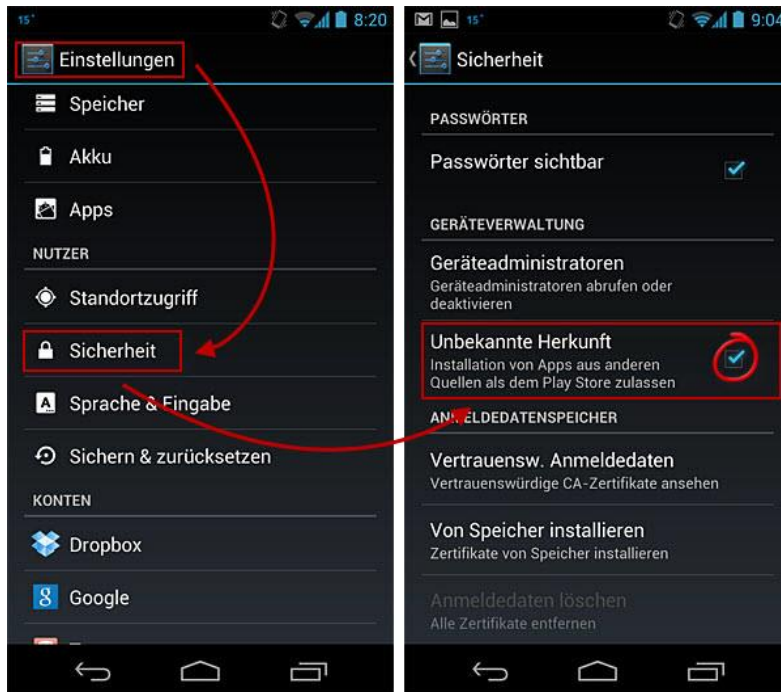 15°
8:20
Einstellungen
Speicher
Akku
Apps
NUTZER
Standortzugriff
Sicherheit
Sprache & Eingabe
Sichern & zurücksetzen
KONTEN
Dropbox
Google
15°
9:04
Sicherheit
PASSWÖRTER
Passwörter sichtbar
GERÄTEVERWALTUNG
Geräteadministratoren
Geräteadministratoren abrufen oder
deaktivieren
Unbekannte Herkunft
Installation von Apps aus anderen
Quellen als dem Play Store zulassen
ANMELDEDATENSPEICHER
Vertrauensw. Anmeldedaten
Vertrauenswürdige CA-Zertifikate ansehen
Von Speicher installieren
Zertifikate von Speicher installieren
Anmeldedaten löschen
Alle Zertifikate entfernen